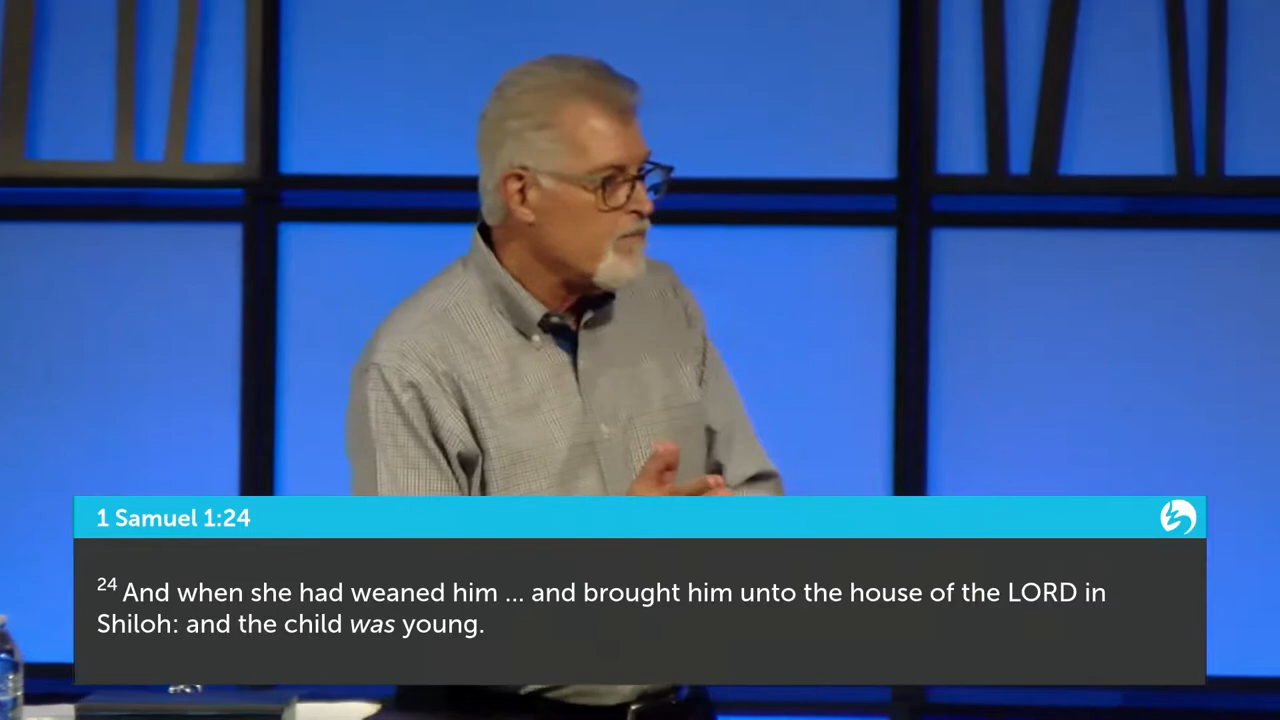 1 Samuel 1:24
24 And when she had weaned him ... and brought him unto the house of the LORD in
Shiloh: and the child was young.